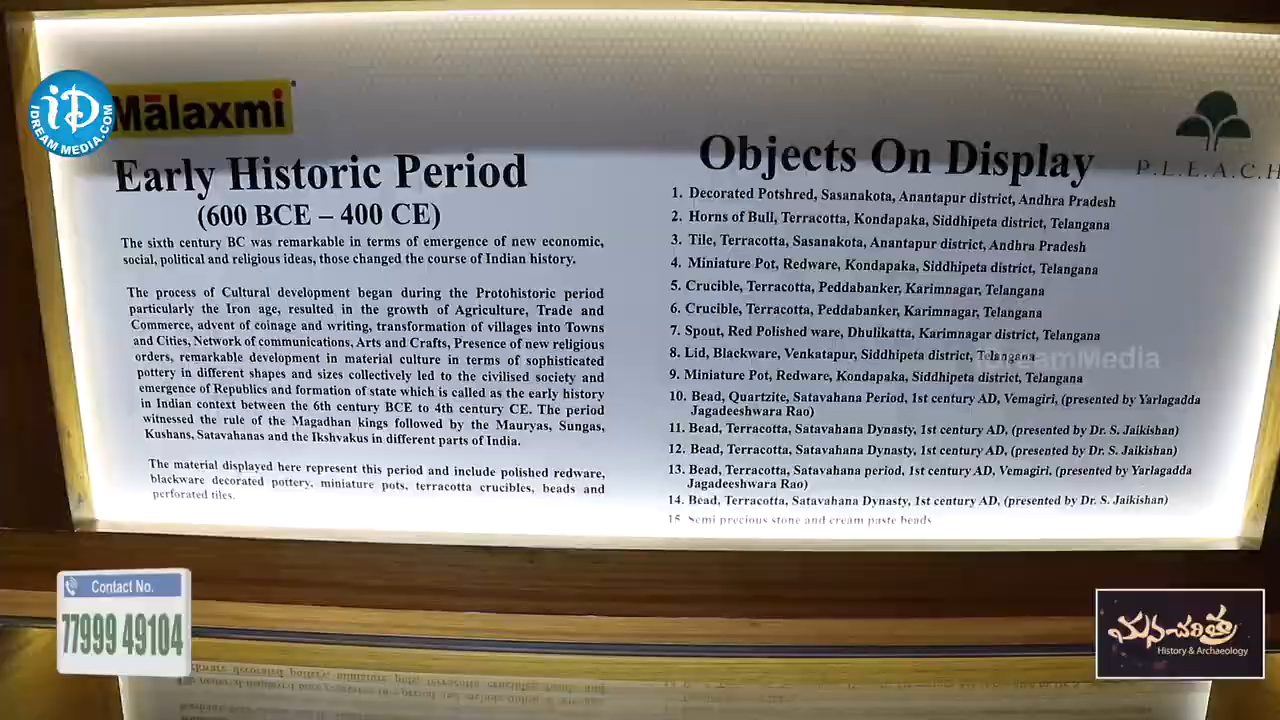 iD
IDREAM MEDIA.COM
Mālaxmi
Early Historic Period
(600 BCE – 400 CE)
The sixth century BC was remarkable in terms of emergence of new economic,
social, political and religious ideas, those changed the course of Indian history.
The process of Cultural development began during the Protohistoric period
particularly the Iron age, resulted in the growth of Agriculture, Trade and
Commerce, advent of coinage and writing, transformation of villages into Towns
and Cities, Network of communications, Arts and Crafts, Presence of new religious
orders, remarkable development in material culture in terms of sophisticated
pottery in different shapes and sizes collectively led to the civilised society and
emergence of Republics and formation of state which is called as the early history
in Indian context between the 6th century BCE to 4th century CE. The period
witnessed the rule of the Magadhan kings followed by the Mauryas, Sungas,
Kushans, Satavahanas and the Ikshvakus in different parts of India.
The material displayed here represent this period and include polished redware,
blackware decorated pottery, miniature pots, terracotta crucibles, beads and
perforated tiles.
P.L.E.A.C.H
Objects On Display
1. Decorated Potshred, Sasanakota, Anantapur district, Andhra Pradesh
2. Horns of Bull, Terracotta, Kondapaka, Siddhipeta district, Telangana
3. Tile, Terracotta, Sasanakota, Anantapur district, Andhra Pradesh
4. Miniature Pot, Redware, Kondapaka, Siddhipeta district, Telangana
5. Crucible, Terracotta, Peddabanker, Karimnagar, Telangana
6. Crucible, Terracotta, Peddabanker, Karimnagar, Telangana
7. Spout, Red Polished ware, Dhulikatta, Karimnagar district, Telangana
8. Lid, Blackware, Venkatapur, Siddhipeta district, Telangana
iDreamMedia
9. Miniature Pot, Redware, Kondapaka, Siddhipeta district, Telangana
10. Bead, Quartzite, Satavahana Period, 1st century AD, Vemagiri, (presented by Yarlagadda
Jagadeeshwara Rao)
11. Bead, Terracotta, Satavahana Dynasty, 1st century AD, (presented by Dr. S. Jaikishan)
12. Bead, Terracotta, Satavahana Dynasty, 1st century AD, (presented by Dr. S. Jaikishan)
13. Bead, Terracotta, Satavahana period, 1st century AD, Vemagiri, (presented by Yarlagadda
Jagadeeshwara Rao)
14. Bead, Terracotta, Satavahana Dynasty, 1st century AD, (presented by Dr. S. Jaikishan)
15. Semi precious stone and cream paste beads
Contact No.
77999 49104
మన చరిత్ర
History & Archaeology